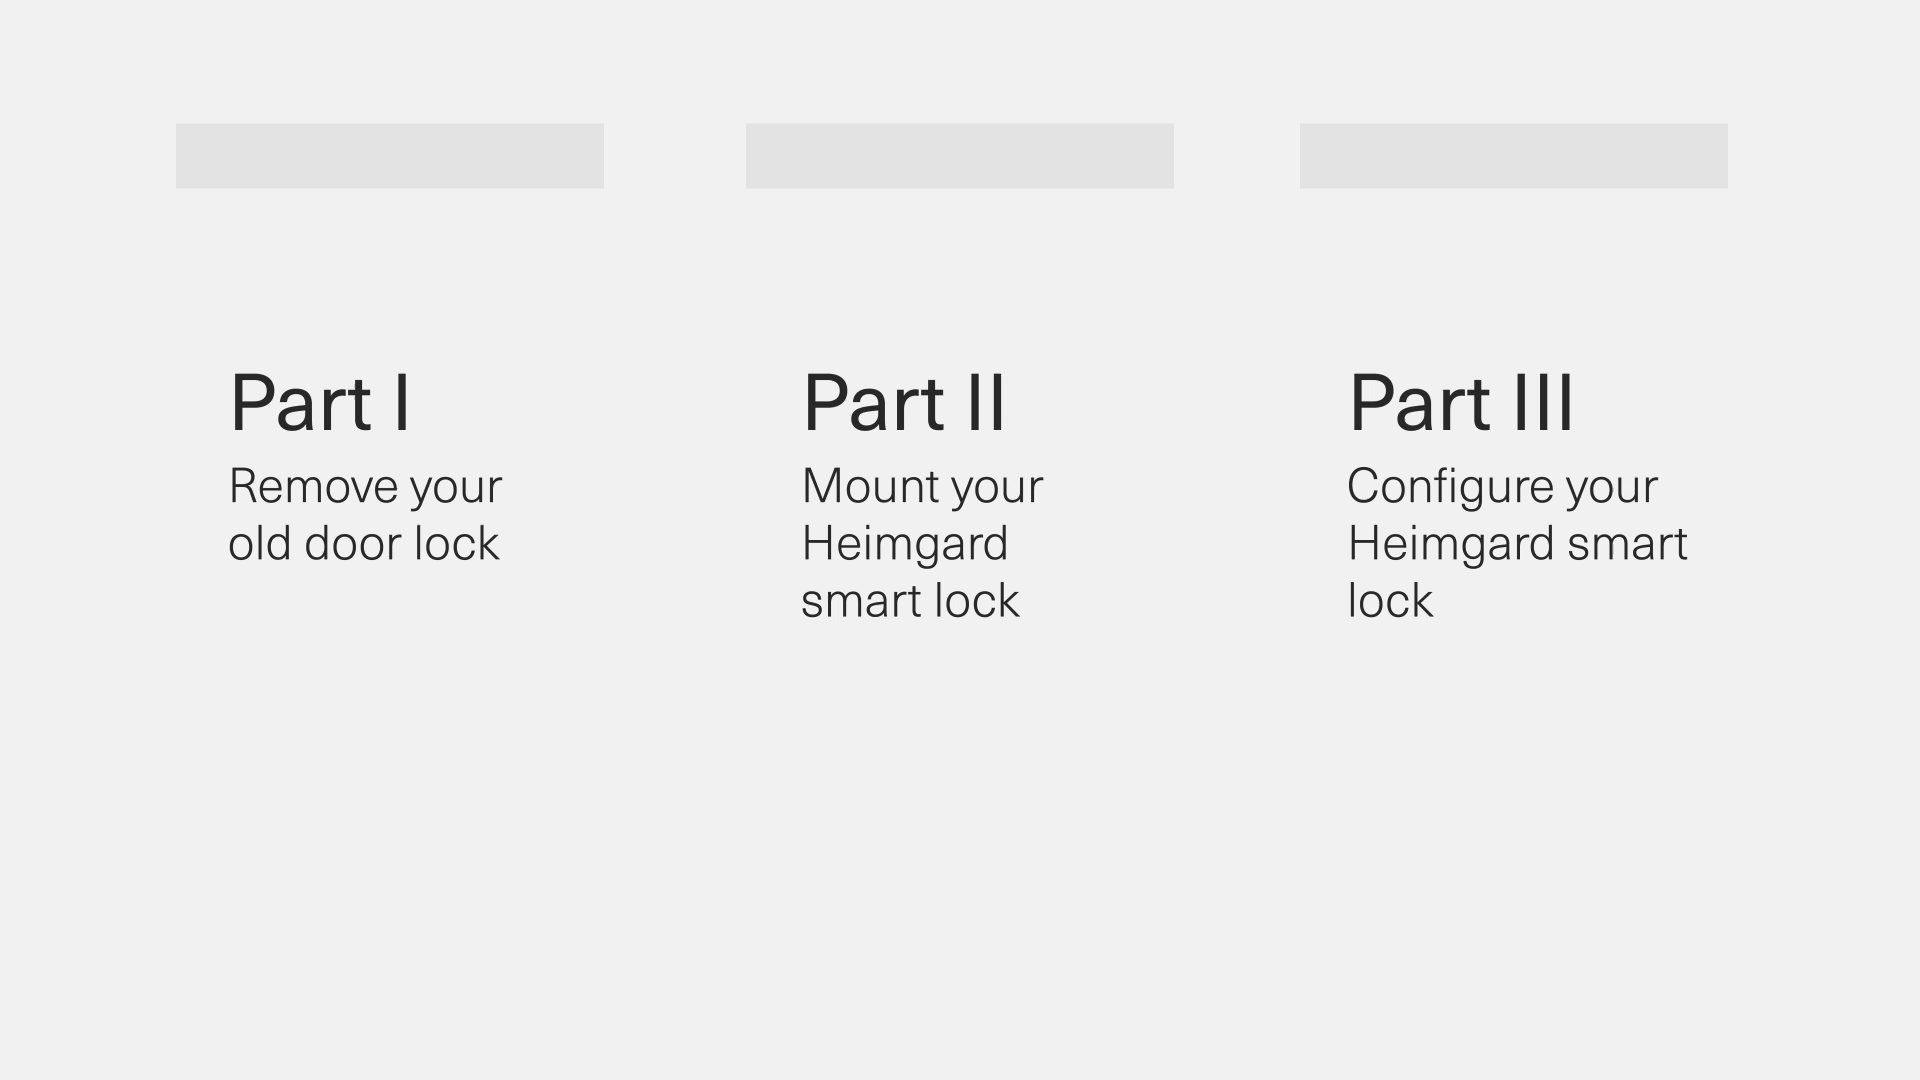 Part I
Remove your
old door lock
Part II
Mount your
Heimgard
smart lock
Part III
Configure your
Heimgard smart
lock